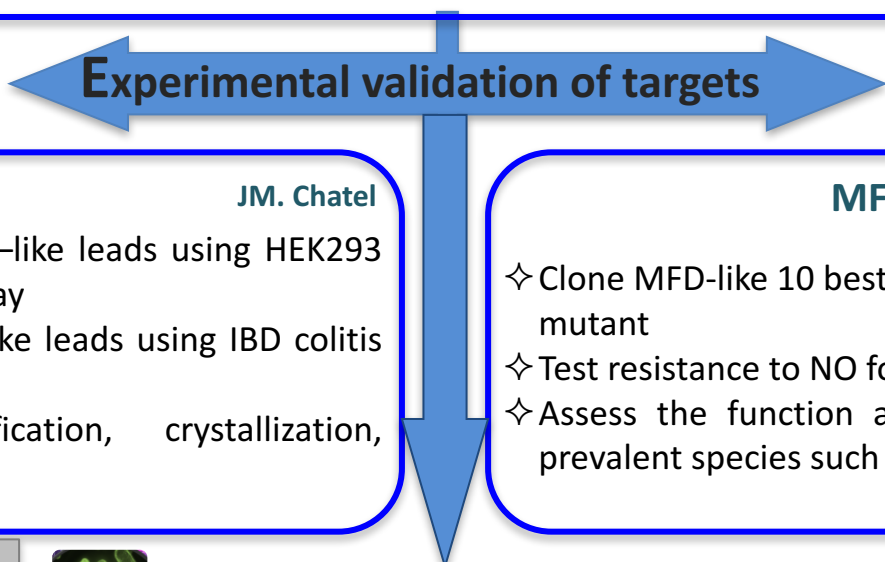 Experimental validation of targets
JM. Chatel
–like leads using HEK293
ay
ke leads using IBD colitis
fication, crystallization,
MF
Clone MFD-like 10 best
mutant
Test resistance to NO fo
Assess the function a
prevalent species such